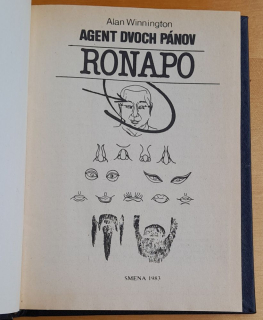 Alan Winnington
AGENT DVOCH PÁNOV
RONAPO
SMENA 1983